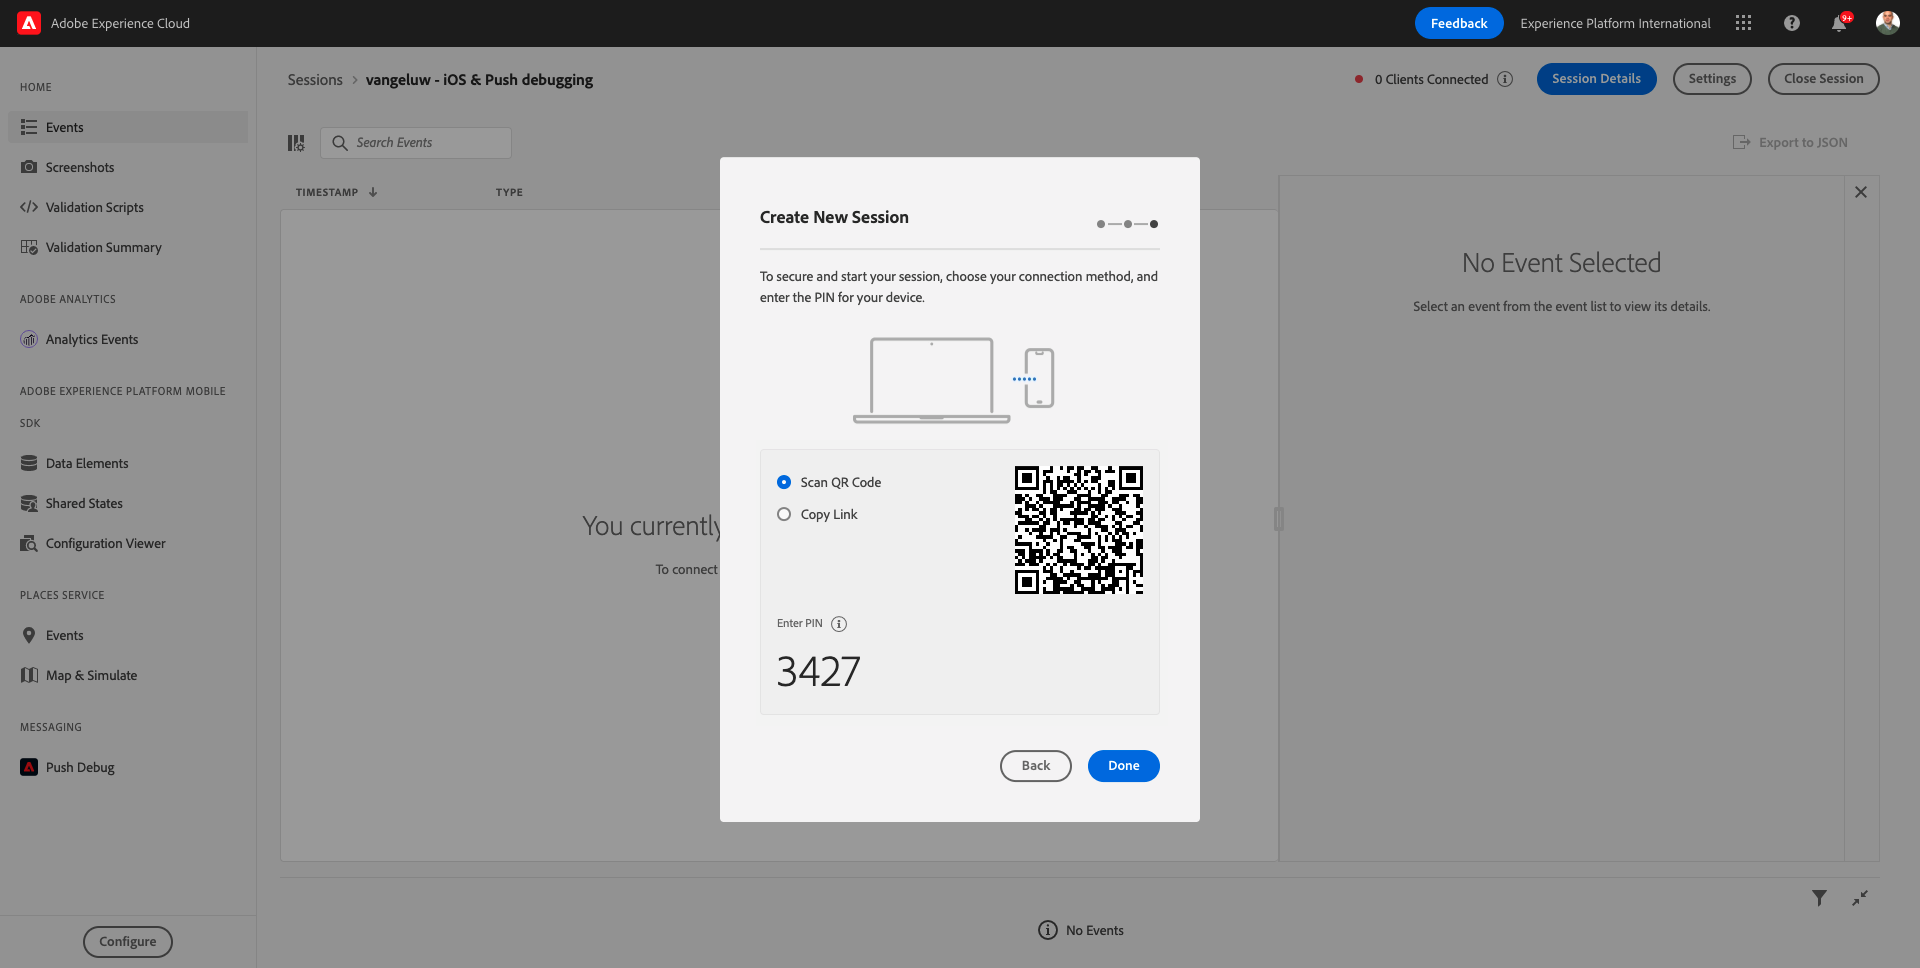 Adobe Experience Cloud
Feedback
Experience Platform International
9+
HOME
Events
Screenshots
Validation Scripts
Validation Summary
ADOBE ANALYTICS
Analytics Events
ADOBE EXPERIENCE PLATFORM MOBILE
SDK
Data Elements
Shared States
Configuration Viewer
PLACES SERVICE
Events
Map & Simulate
MESSAGING
Push Debug
Configure
Sessions > vangeluw - iOS & Push debugging
0 Clients Connected
Session Details
Settings
Close Session
Search Events
Export to JSON
TIMESTAMP
TYPE
You currently
To connect
No Event Selected
Select an event from the event list to view its details.
Create New Session
To secure and start your session, choose your connection method, and
enter the PIN for your device.
Scan QR Code
Copy Link
Enter PIN
3427
Back
Done
No Events